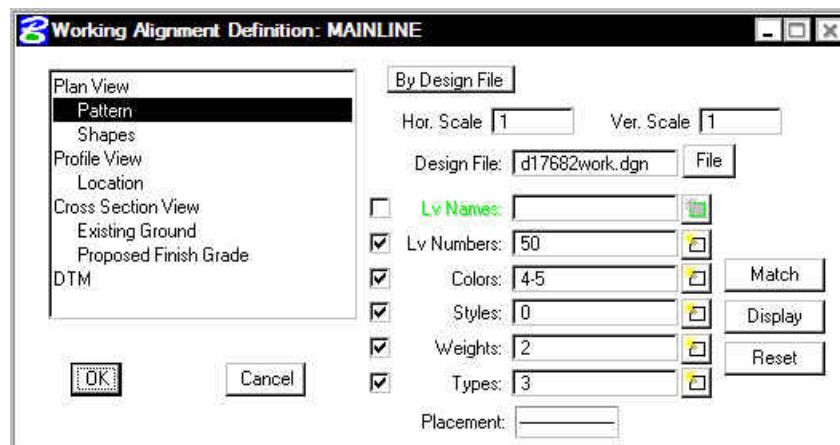 Working Alignment Definition: MAINLINE
Plan View
Pattern
Shapes
Profile View
Location
Cross Section View
Existing Ground
Proposed Finish Grade
DTM
OK
Cancel
By Design File
Hor. Scale 1 Ver. Scale 1
Design File: d17682work.dgn File
Lv Names:
Lv Numbers: 50
Colors: 4-5
Styles: 0
Weights: 2
Types: 3
Placement:
Match
Display
Reset